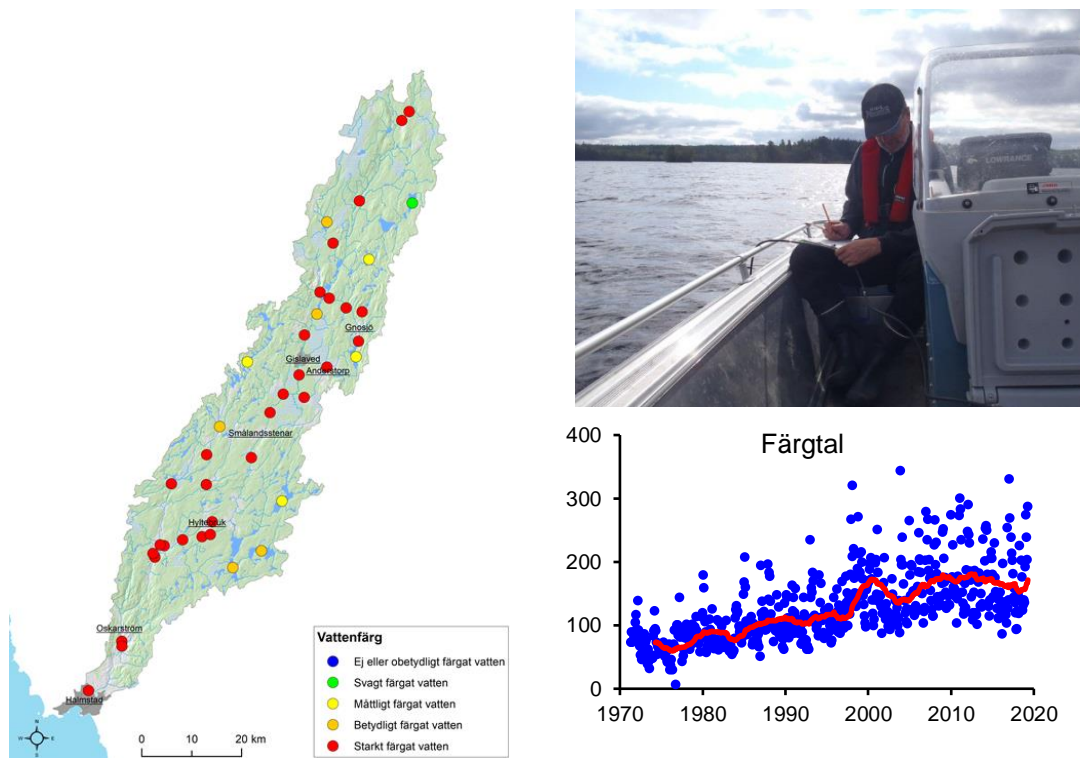 Gnosjö
Gislaved
Anderstorp
Smålandsstenar
Hyltebruk
Oskarström
Halmstad
N
W
E
S
0 10 20 km
Vattenfärg
Ej eller obetydligt färgat vatten
Svagt färgat vatten
Måttligt färgat vatten
Betydligt färgat vatten
Starkt färgat vatten
LOWRANCE
Färgtal
400
300
200
100
0
1970 1980 1990 2000 2010 2020